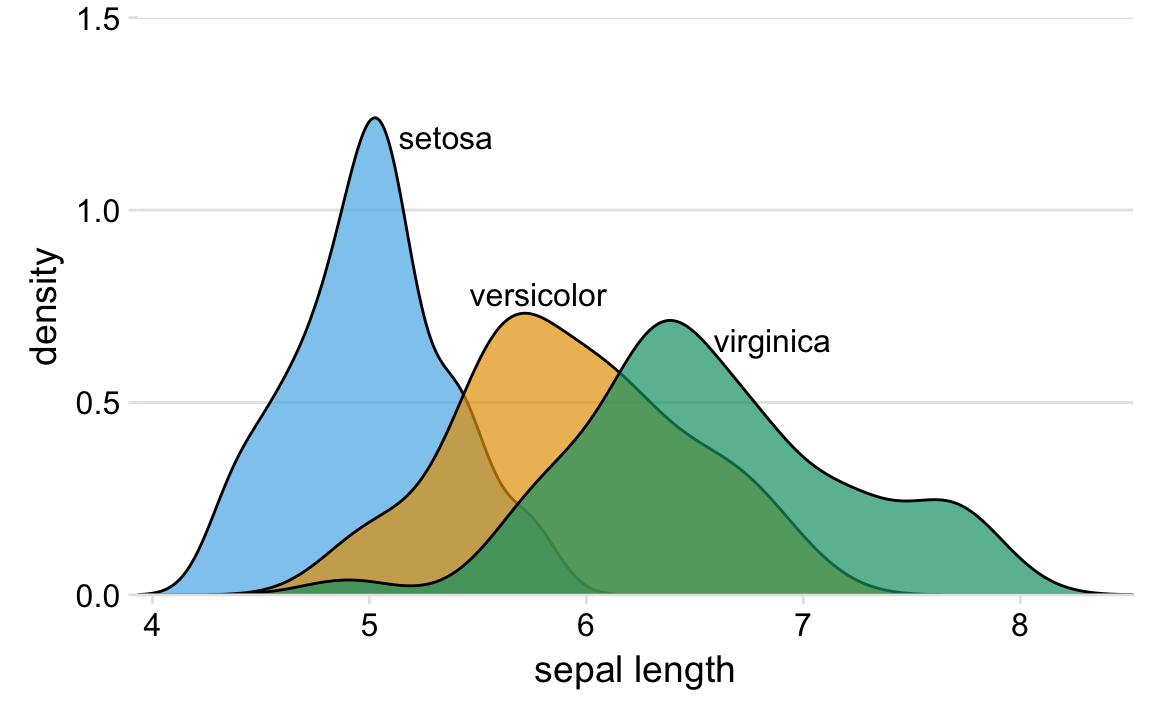 1.5
setosa
1.0
versicolor
virginica
density
0.5
0.0
4 5 6 7 8
sepal length